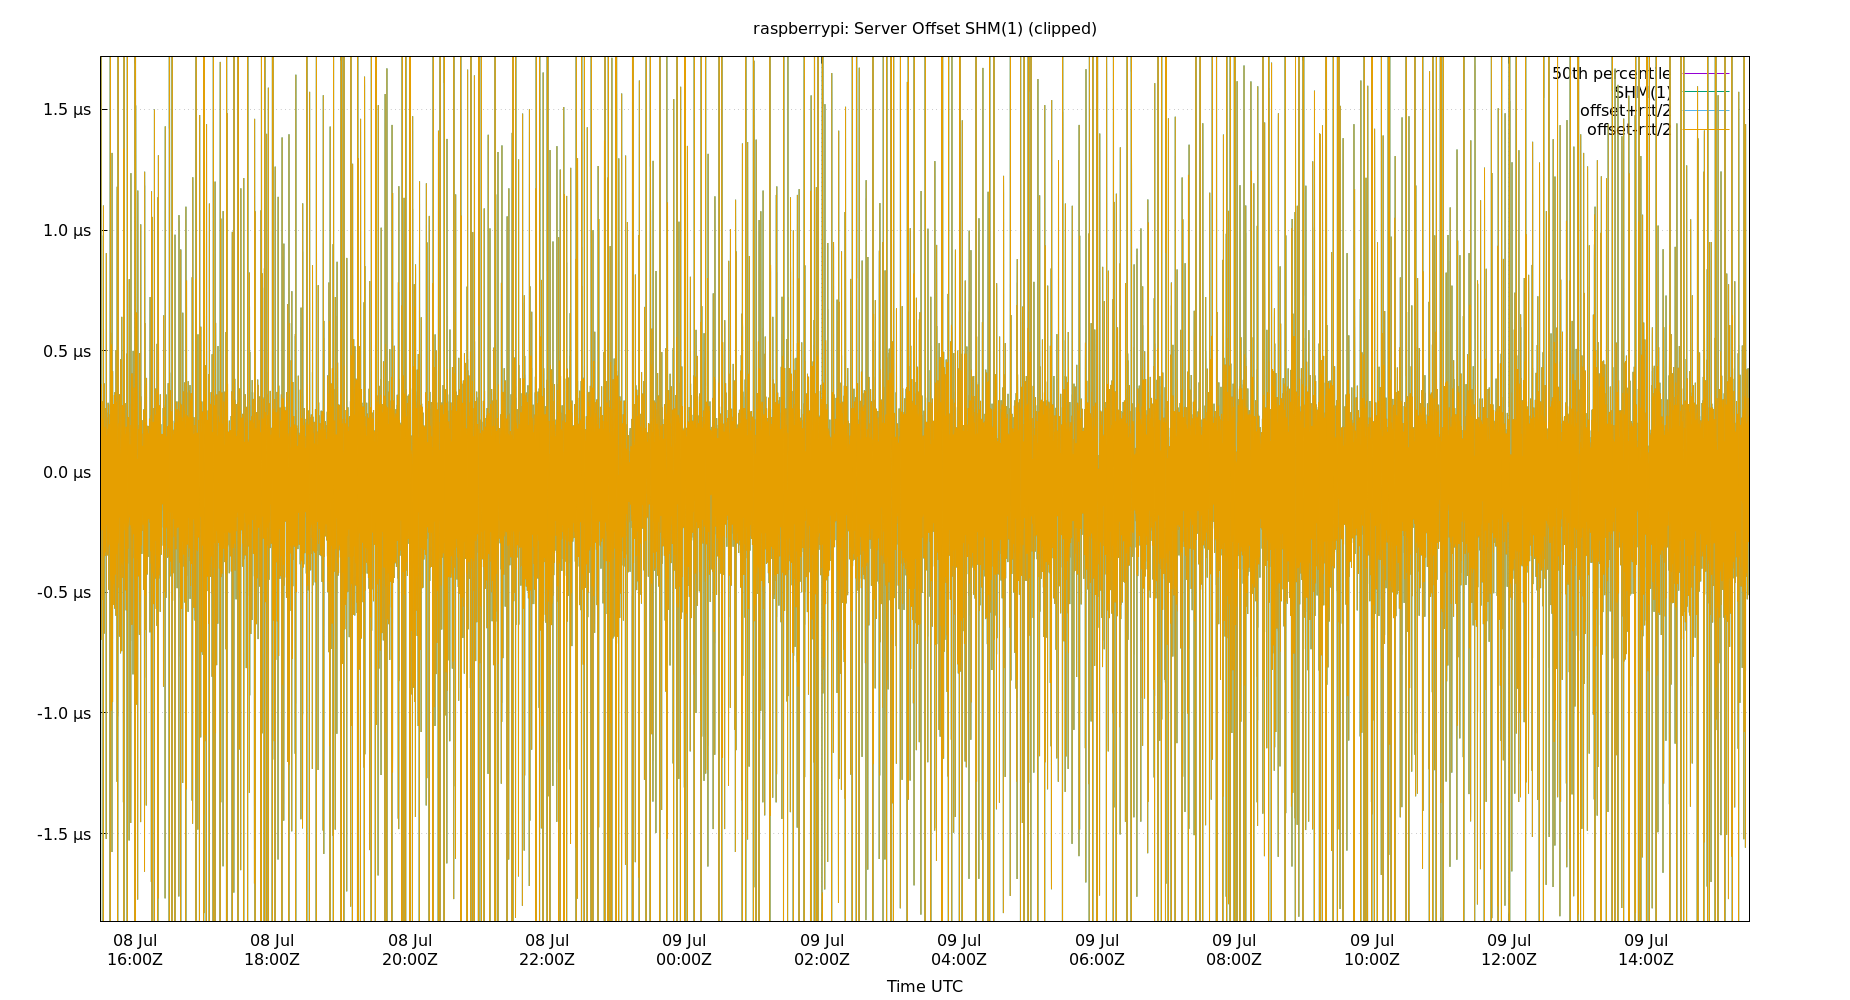 raspberrypi: Server Offset SHM(1) (clipped)
50th percentile
SHM(1)
offset+rtt/2
offset-rtt/2
1.5 µs
1.0 µs
0.5 µs
0.0 µs
-0.5 µs
-1.0 µs
-1.5 µs
08 Jul 08 Jul 08 Jul 08 Jul 09 Jul 09 Jul 09 Jul 09 Jul 09 Jul 09 Jul 09 Jul 09 Jul
16:00Z 18:00Z 20:00Z 22:00Z 00:00Z 02:00Z 04:00Z 06:00Z 08:00Z 10:00Z 12:00Z 14:00Z
Time UTC